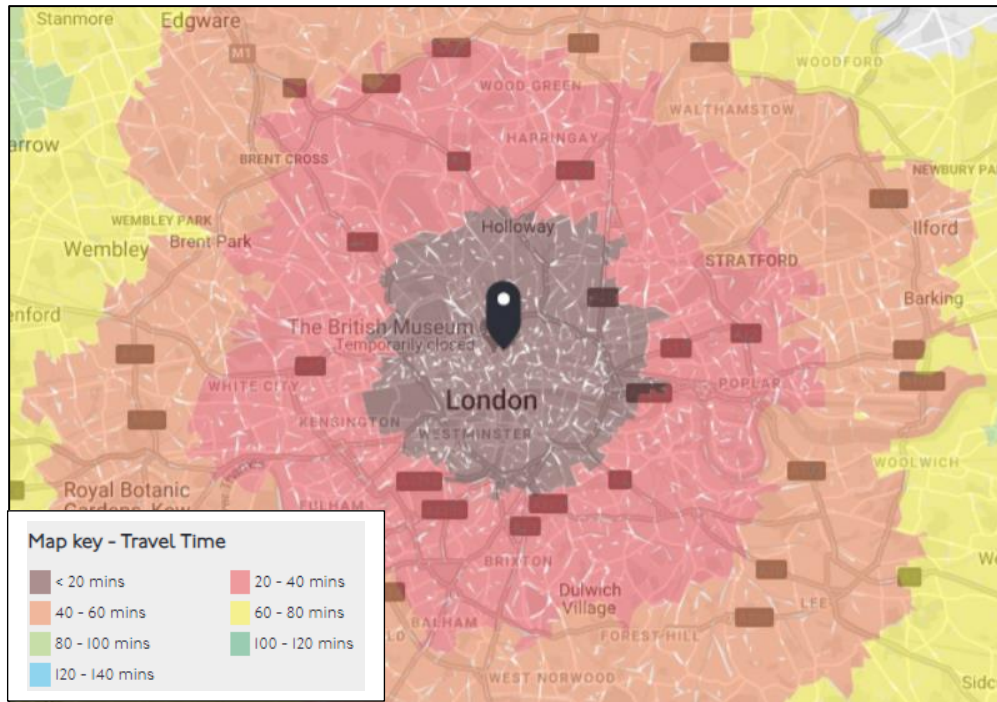 Stanmore
Edgware
M1
WOODFORD
WOOD GREEN
WALTHAMSTOW
HARRINGAY
BRENT CROSS
NEWBURY PA
WEMBLEY PARK
Holloway
Ilford
Wembley
Brent Park
STRATFORD
Barking
The British Museum
Temporarily closed
WHITE CITY
POPLAR
London
KENSINGTON
WESTMINSTER
WOOLWICH
Royal Botanic
Gardens, Kew
FULHAM
BRIXTON
Dulwich
Village
LEE
BALHAM
FOREST HILL
WEST NORWOOD
Map key - Travel Time
< 20 mins
20 - 40 mins
40 - 60 mins
60 - 80 mins
80 - 100 mins
100 - 120 mins
120 - 140 mins